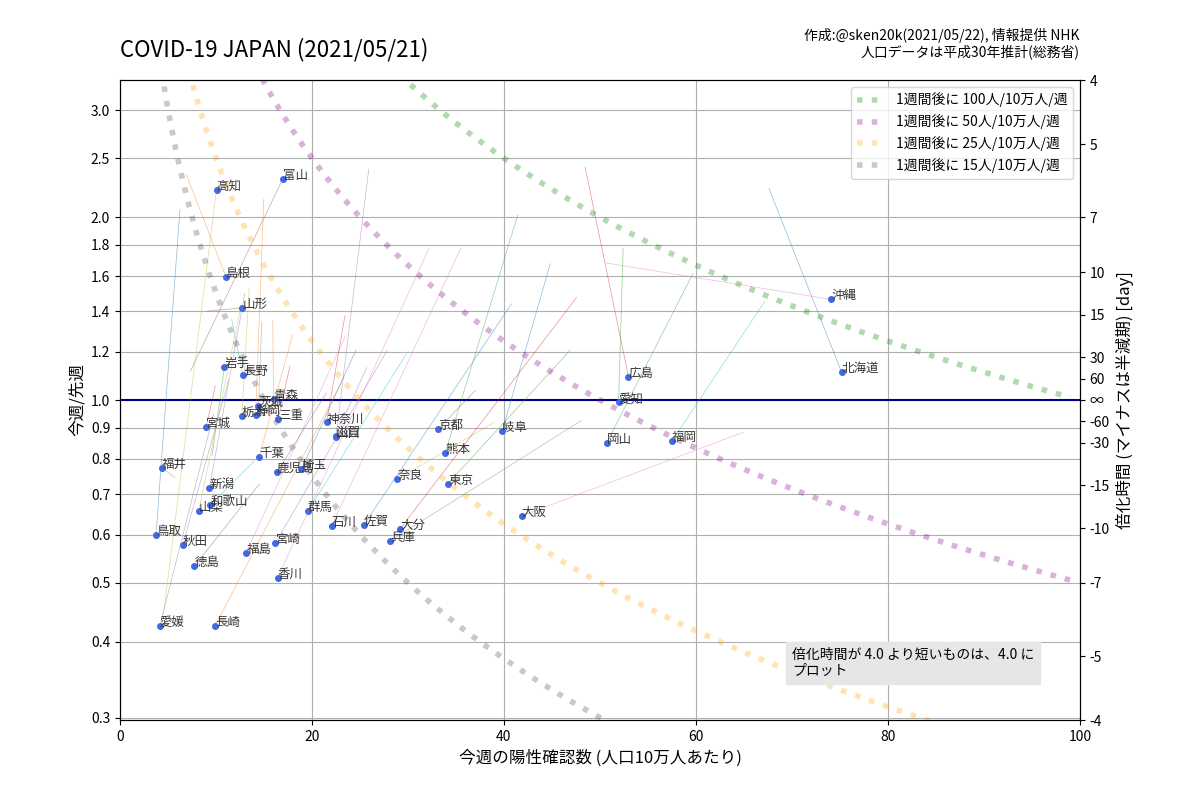 COVID-19 JAPAN (2021/05/21)
作成:@sken20k(2021/05/22), 情報提供 NHK
人口データは平成30年推計(総務省)
1週間後に 100人/10万人/週
1週間後に 50人/10万人/週
1週間後に 25人/10万人/週
1週間後に 15人/10万人/週
今週/先週
3.0
2.5
2.0
1.8
1.6
1.4
1.2
1.0
0.9
0.8
0.7
0.6
0.5
0.4
0.3
高知
富山
島根
山形
沖縄
岩手
長野
北海道
広島
青森
愛知
静岡
栃木
三重
宮城
神奈川
滋賀
京都
岐阜
岡山
福岡
千葉
熊本
福井
鹿児島
埼玉
奈良
東京
新潟
和歌山
山梨
群馬
大阪
石川
佐賀
大分
鳥取
秋田
兵庫
宮崎
福島
徳島
香川
愛媛
長崎
倍化時間が 4.0 より短いものは、4.0 に
プロット
4
5
7
10
15
30
60
∞
-60
-30
-15
-10
-7
-5
-4
倍化時間 (マイナスは半減期) [day]
0
20
40
60
80
100
今週の陽性確認数 (人口10万人あたり)